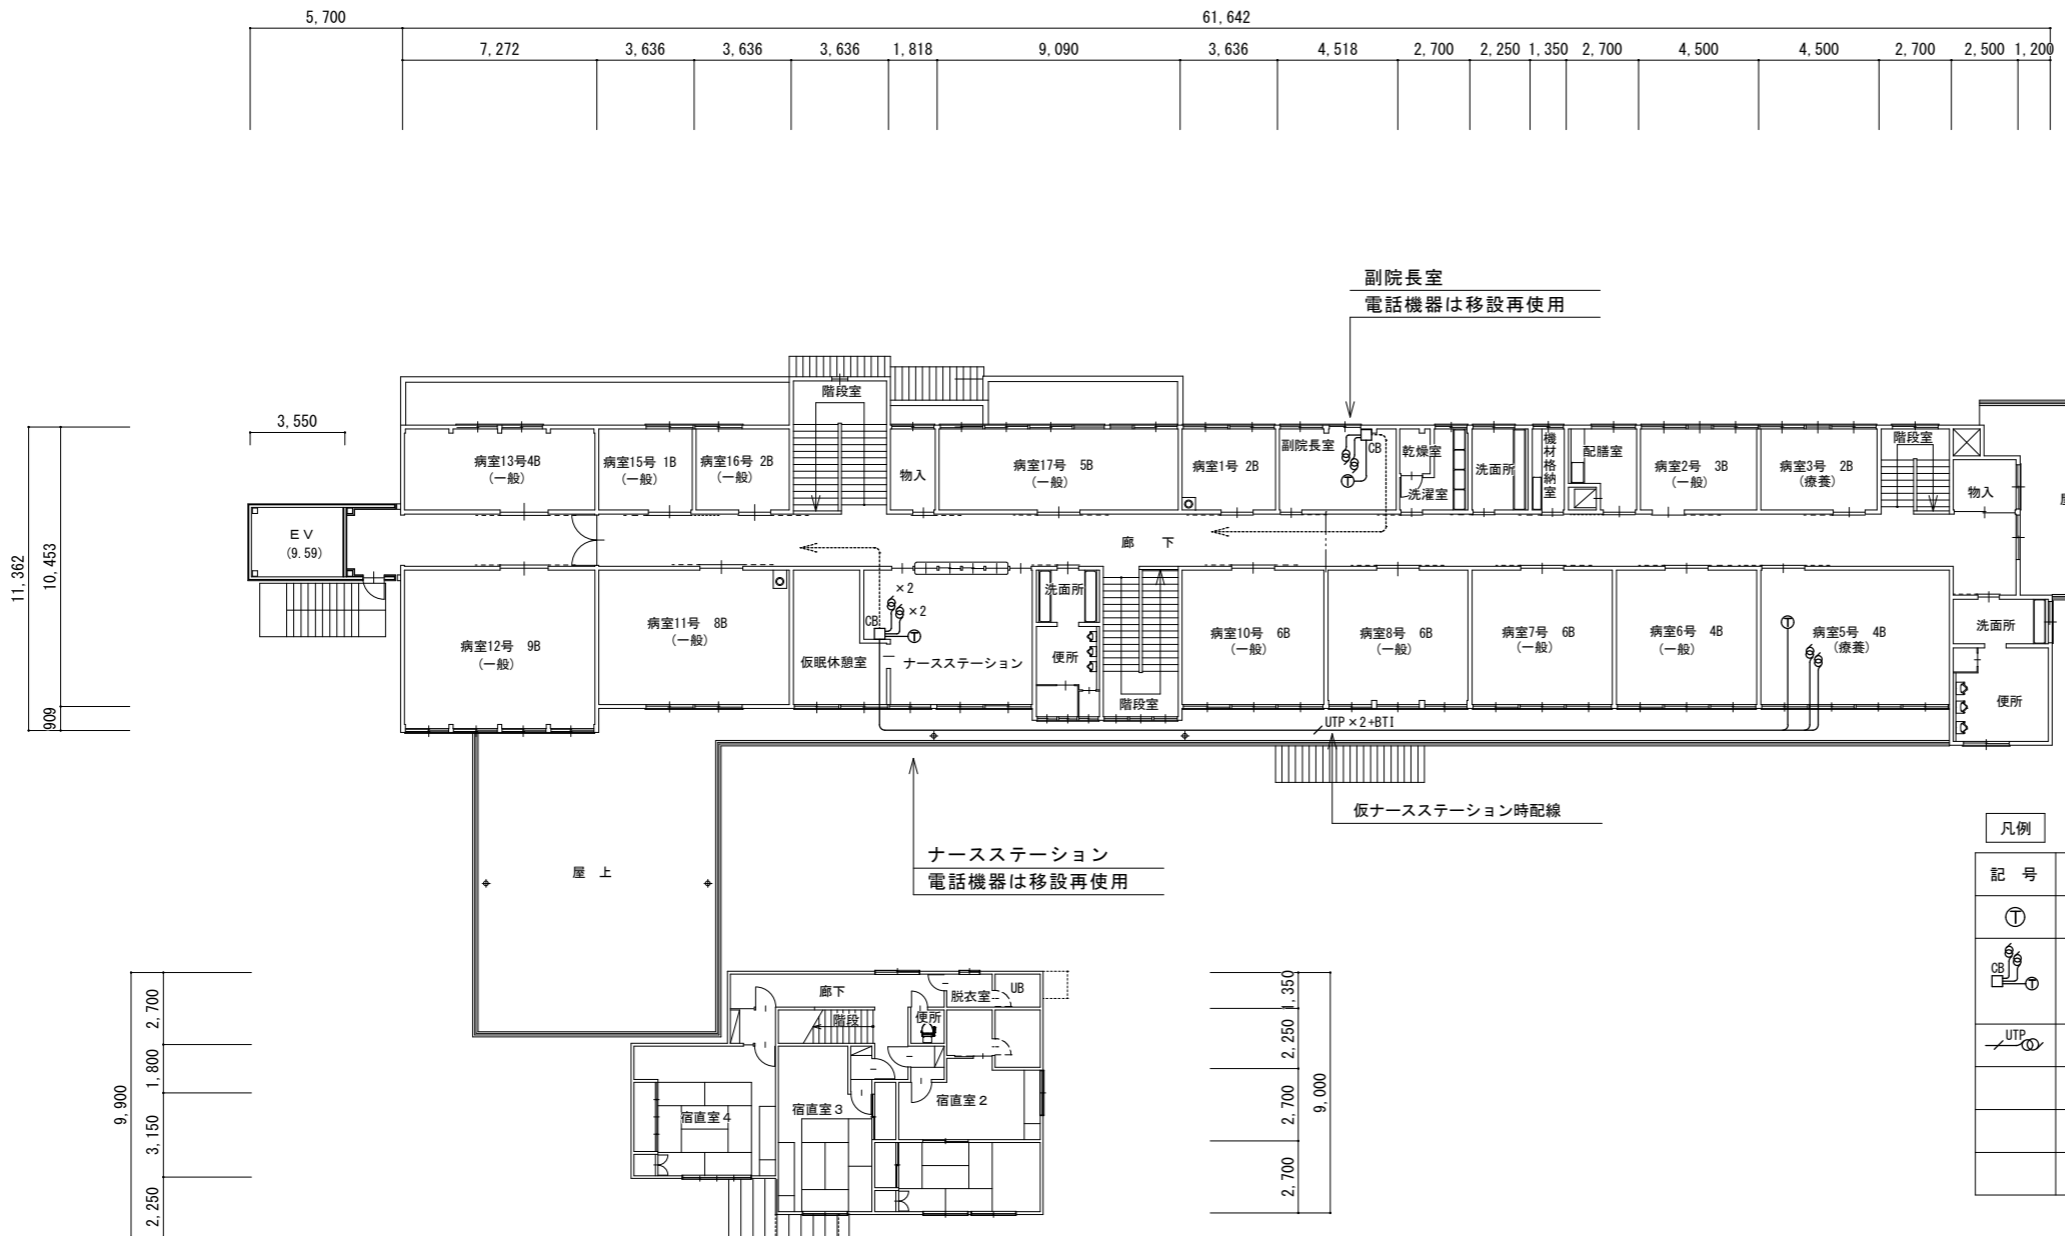 5,700
61,642
7,272
3,636
3,636
3,636
1,818
9,090
3,636
4,518
2,700
2,250
1,350
2,700
4,500
4,500
2,700
2,500
1,200
副院長室
電話機器は移設再使用
3,550
11,362
10,453
909
階段室
病室13号4B
(一般)
病室15号 1B
(一般)
病室16号 2B
(一般)
物入
病室17号 5B
(一般)
病室1号 2B
副院長室
CB
乾燥室
洗濯室
洗面所
機材格納室
配膳室
病室2号 3B
(一般)
病室3号 2B
(療養)
階段室
物入
EV
(9.59)
廊 下
病室12号 9B
(一般)
病室11号 8B
(一般)
仮眠休憩室
×2
×2
CB
T
ナースステーション
洗面所
便所
階段室
病室10号 6B
(一般)
病室8号 6B
(一般)
病室7号 6B
(一般)
病室6号 4B
(一般)
病室5号 4B
(療養)
T
洗面所
便所
UTP×2+BTI
仮ナースステーション時配線
ナースステーション
電話機器は移設再使用
屋 上
凡例
記 号
T
CB
T
UTP
9,900
2,700
1,800
3,150
2,250
廊下
脱衣室
UB
階段
便所
宿直室4
宿直室3
宿直室2
1,350
2,250
2,700
2,700
9,000